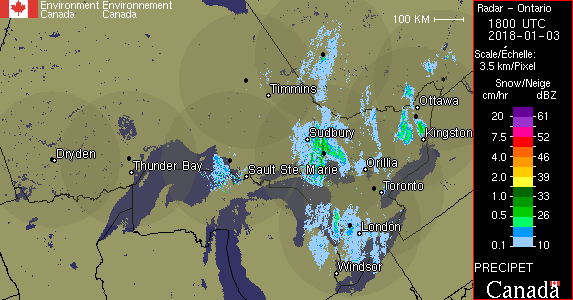 Environment Environnement
Canada Canada
100 KM
Timmins
Ottawa
Sudbury
Kingston
Dryden
Thunder Bay
Sault Ste. Marie
Orillia
Toronto
London
Windsor
Radar - Ontario
1800 UTC
2018-01-03
Scale/Échelle:
3.5 km/Pixel
Snow/Neige
cm/hr dBZ
20 61
7.5 52
4.0 46
2.0 39
1.0 33
0.5 26
0.1 10
PRECIPET
Canada